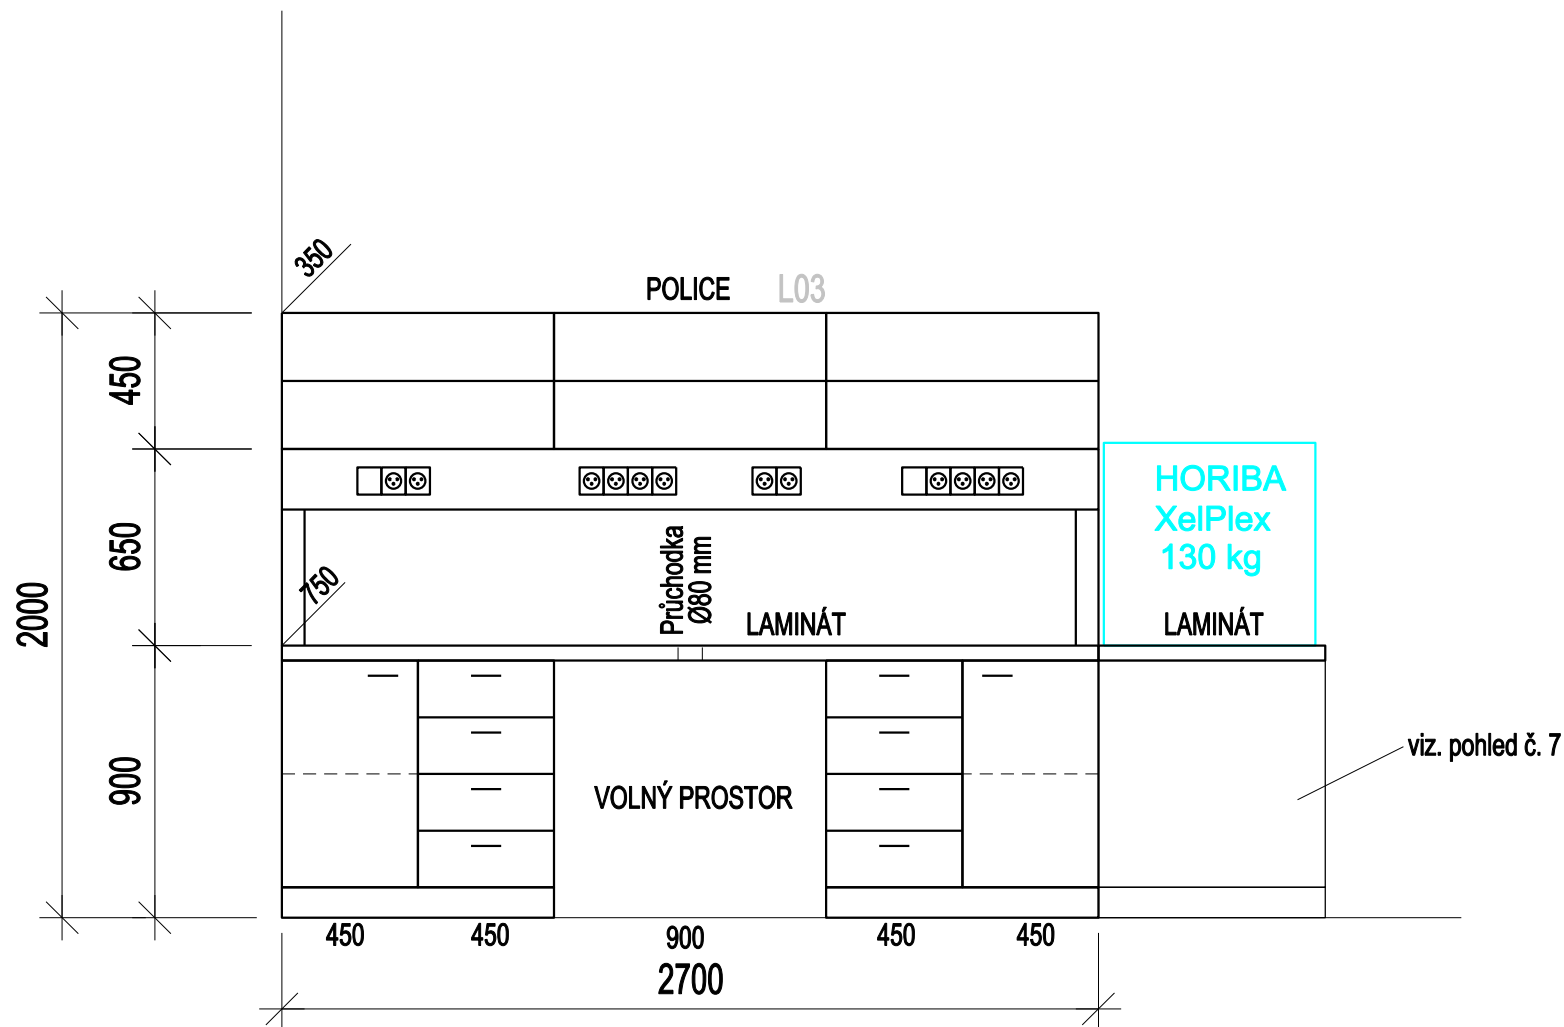 350
POLICE L03
450
HORIBA
XelPlex
130 kg
650
Průchodka
Ø80 mm
750
2000
LAMINÁT
LAMINÁT
viz. pohled č. 7
900
VOLNÝ PROSTOR
450
450
900
450
450
2700